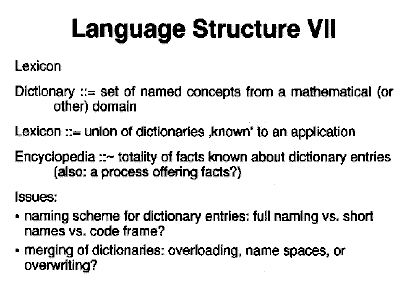 Language Structure VII
Lexicon
Dictionary ::= set of named concepts from a mathematical (or
other) domain
Lexicon ::= union of dictionaries ‚known' to an application
Encyclopedia ::~ totality of facts known about dictionary entries
(also: a process offering facts?)
Issues:
• naming scheme for dictionary entries: full naming vs. short
names vs. code frame?
• merging of dictionaries: overloading, name spaces, or
overwriting?